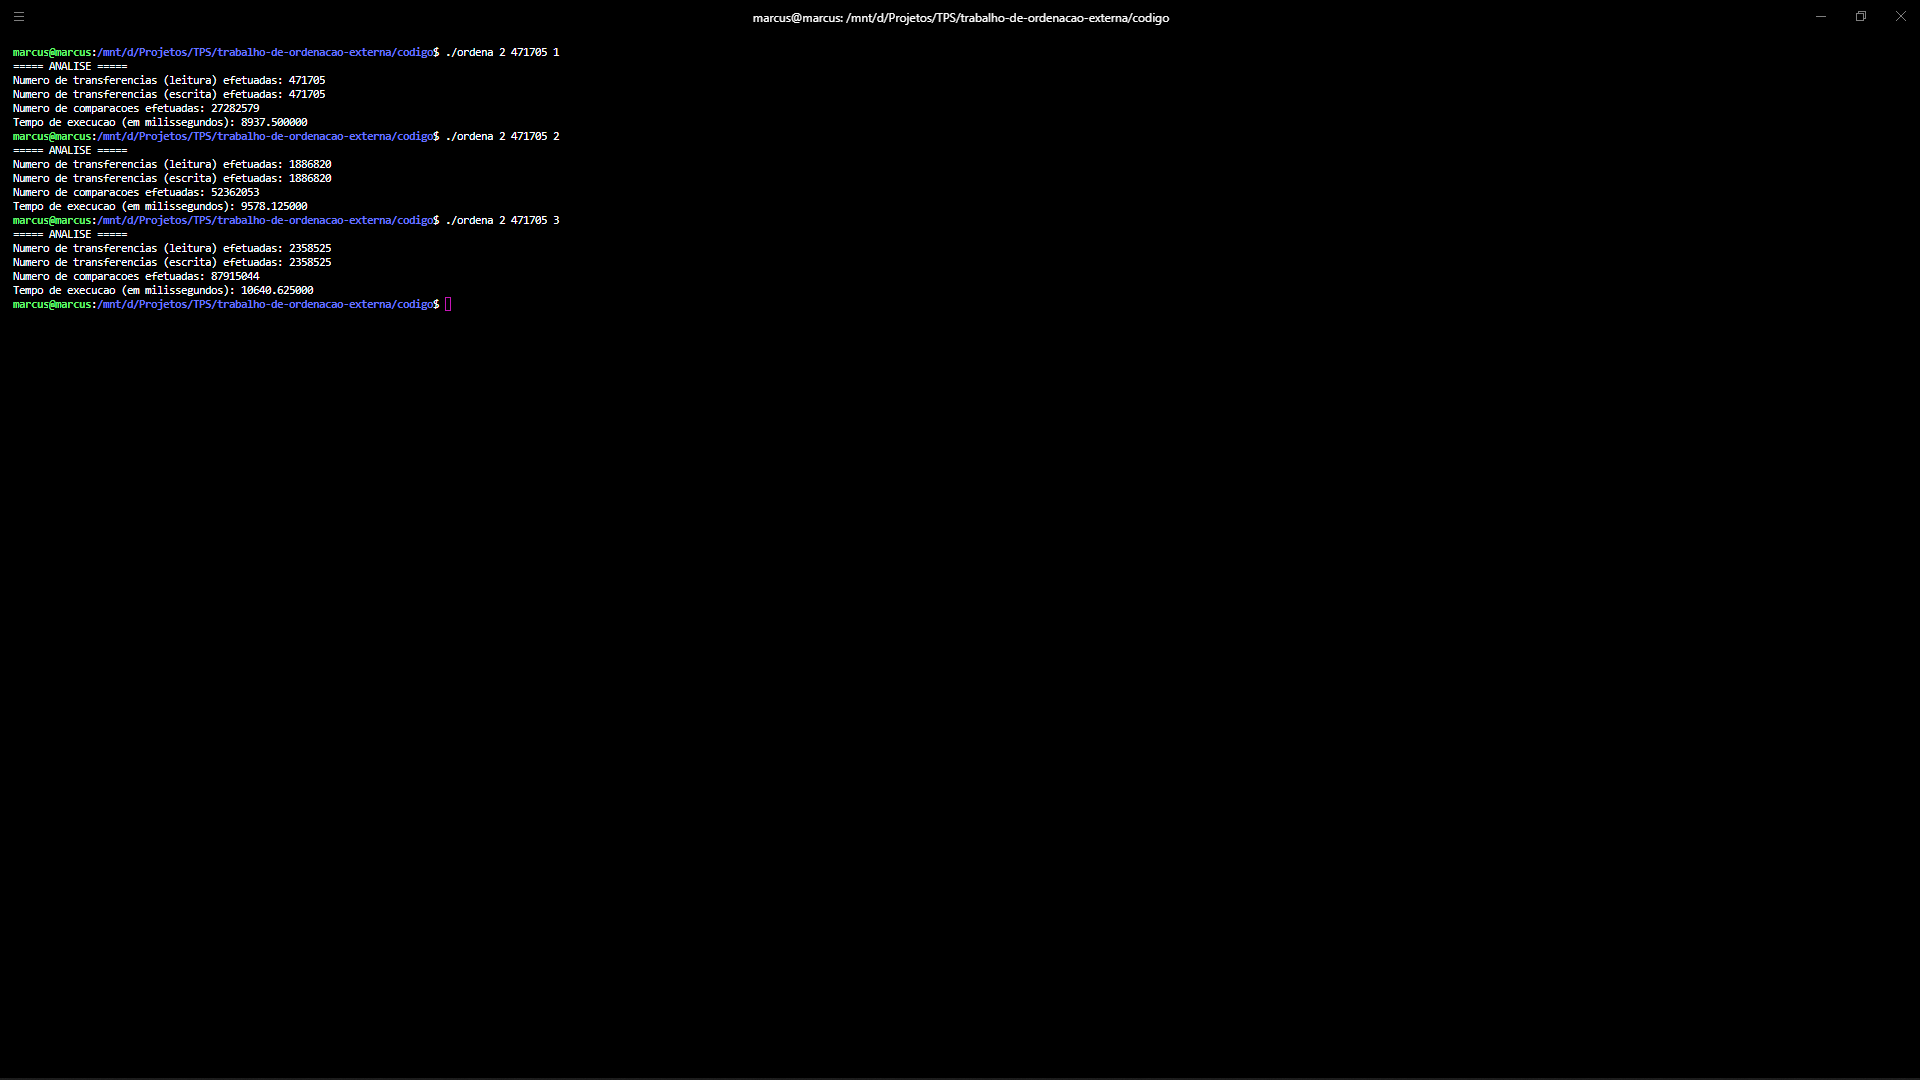 marcus@marcus: /mnt/d/Projetos/TPS/trabalho-de-ordenacao-externa/codigo
marcus@marcus:/mnt/d/Projetos/TPS/trabalho-de-ordenacao-externa/codigo$ ./ordena 2 471705 1
===== ANALISE =====
Numero de transferencias (leitura) efetuadas: 471705
Numero de transferencias (escrita) efetuadas: 471705
Numero de comparacoes efetuadas: 27282579
Tempo de execucao (em milissegundos): 8937.500000
marcus@marcus:/mnt/d/Projetos/TPS/trabalho-de-ordenacao-externa/codigo$ ./ordena 2 471705 2
===== ANALISE =====
Numero de transferencias (leitura) efetuadas: 1886820
Numero de transferencias (escrita) efetuadas: 1886820
Numero de comparacoes efetuadas: 52362053
Tempo de execucao (em milissegundos): 9578.125000
marcus@marcus:/mnt/d/Projetos/TPS/trabalho-de-ordenacao-externa/codigo$ ./ordena 2 471705 3
===== ANALISE =====
Numero de transferencias (leitura) efetuadas: 2358525
Numero de transferencias (escrita) efetuadas: 2358525
Numero de comparacoes efetuadas: 87915044
Tempo de execucao (em milissegundos): 10640.625000
marcus@marcus:/mnt/d/Projetos/TPS/trabalho-de-ordenacao-externa/codigo$